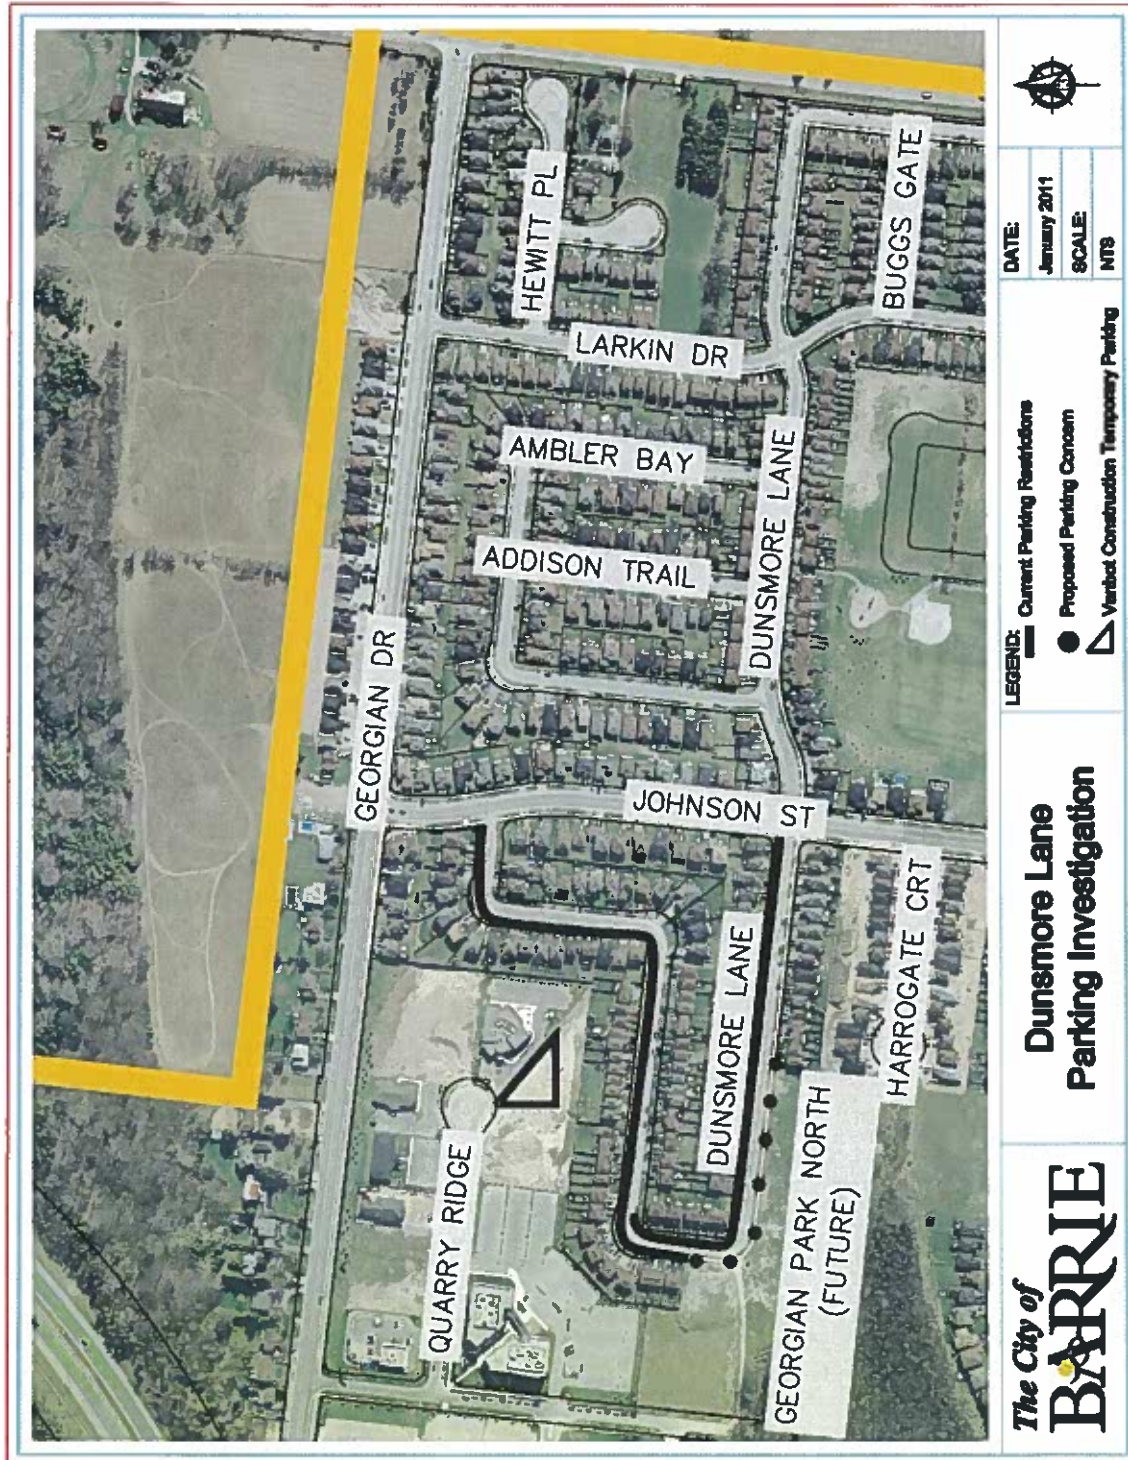 HEWITT PL
LARKIN DR
BUGGS GATE
AMBLER BAY
ADDISON TRAIL
DUNSMORE LANE
GEORGIAN DR
JOHNSON ST
HARROGATE CRT
DUNSMORE LANE
QUARRY RIDGE
GEORGIAN PARK NORTH
(FUTURE)
The City of
BARRIE
Dunsmore Lane
Parking Investigation
LEGEND:
Current Parking Restrictions
Proposed Parking Concern
Venbot Construction Temporary Parking
DATE:
January 2011
SCALE:
NTS